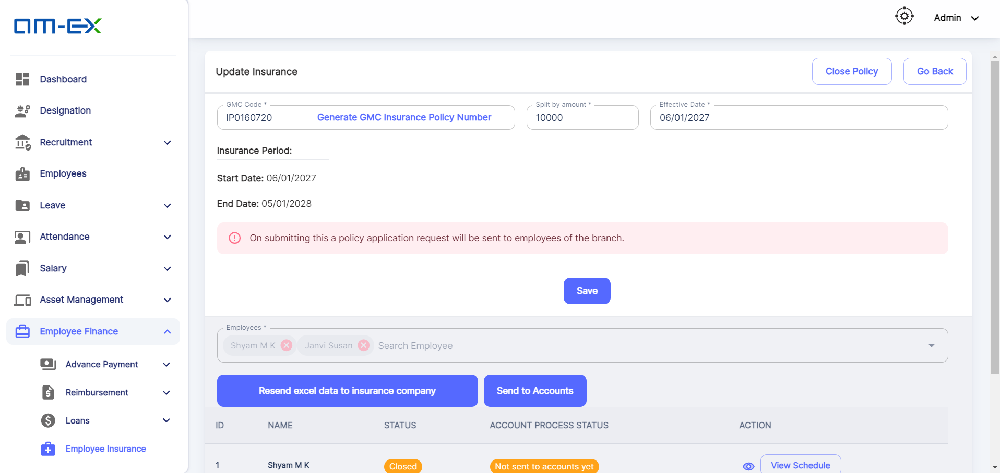 AM-EX
Admin
Dashboard
Designation
Recruitment
Employees
Leave
Attendance
Salary
Asset Management
Employee Finance
Advance Payment
Reimbursement
Loans
Employee Insurance
Update Insurance
Close Policy
Go Back
GMC Code *
IP0160720
Generate GMC Insurance Policy Number
Split by amount *
10000
Effective Date *
06/01/2027
Insurance Period:
Start Date: 06/01/2027
End Date: 05/01/2028
On submitting this a policy application request will be sent to employees of the branch.
Save
Employees *
Shyam M K Janvi Susan Search Employee
Resend excel data to insurance company
Send to Accounts
ID NAME STATUS ACCOUNT PROCESS STATUS ACTION
1 Shyam M K Closed Not sent to accounts yet View Schedule